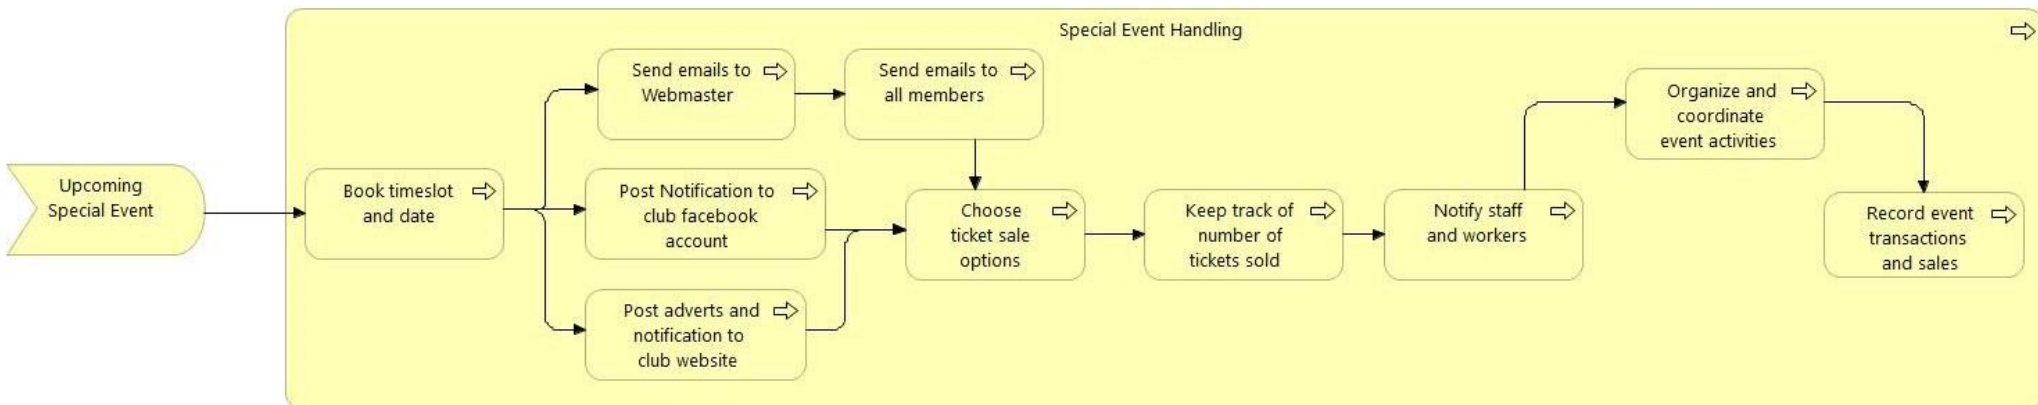 Special Event Handling
Upcoming
Special Event
Book timeslot
and date
Send emails to
Webmaster
Send emails to
all members
Post Notification to
club facebook
account
Post adverts and
notification to
club website
Choose
ticket sale
options
Keep track of
number of
tickets sold
Notify staff
and workers
Organize and
coordinate
event activities
Record event
transactions
and sales